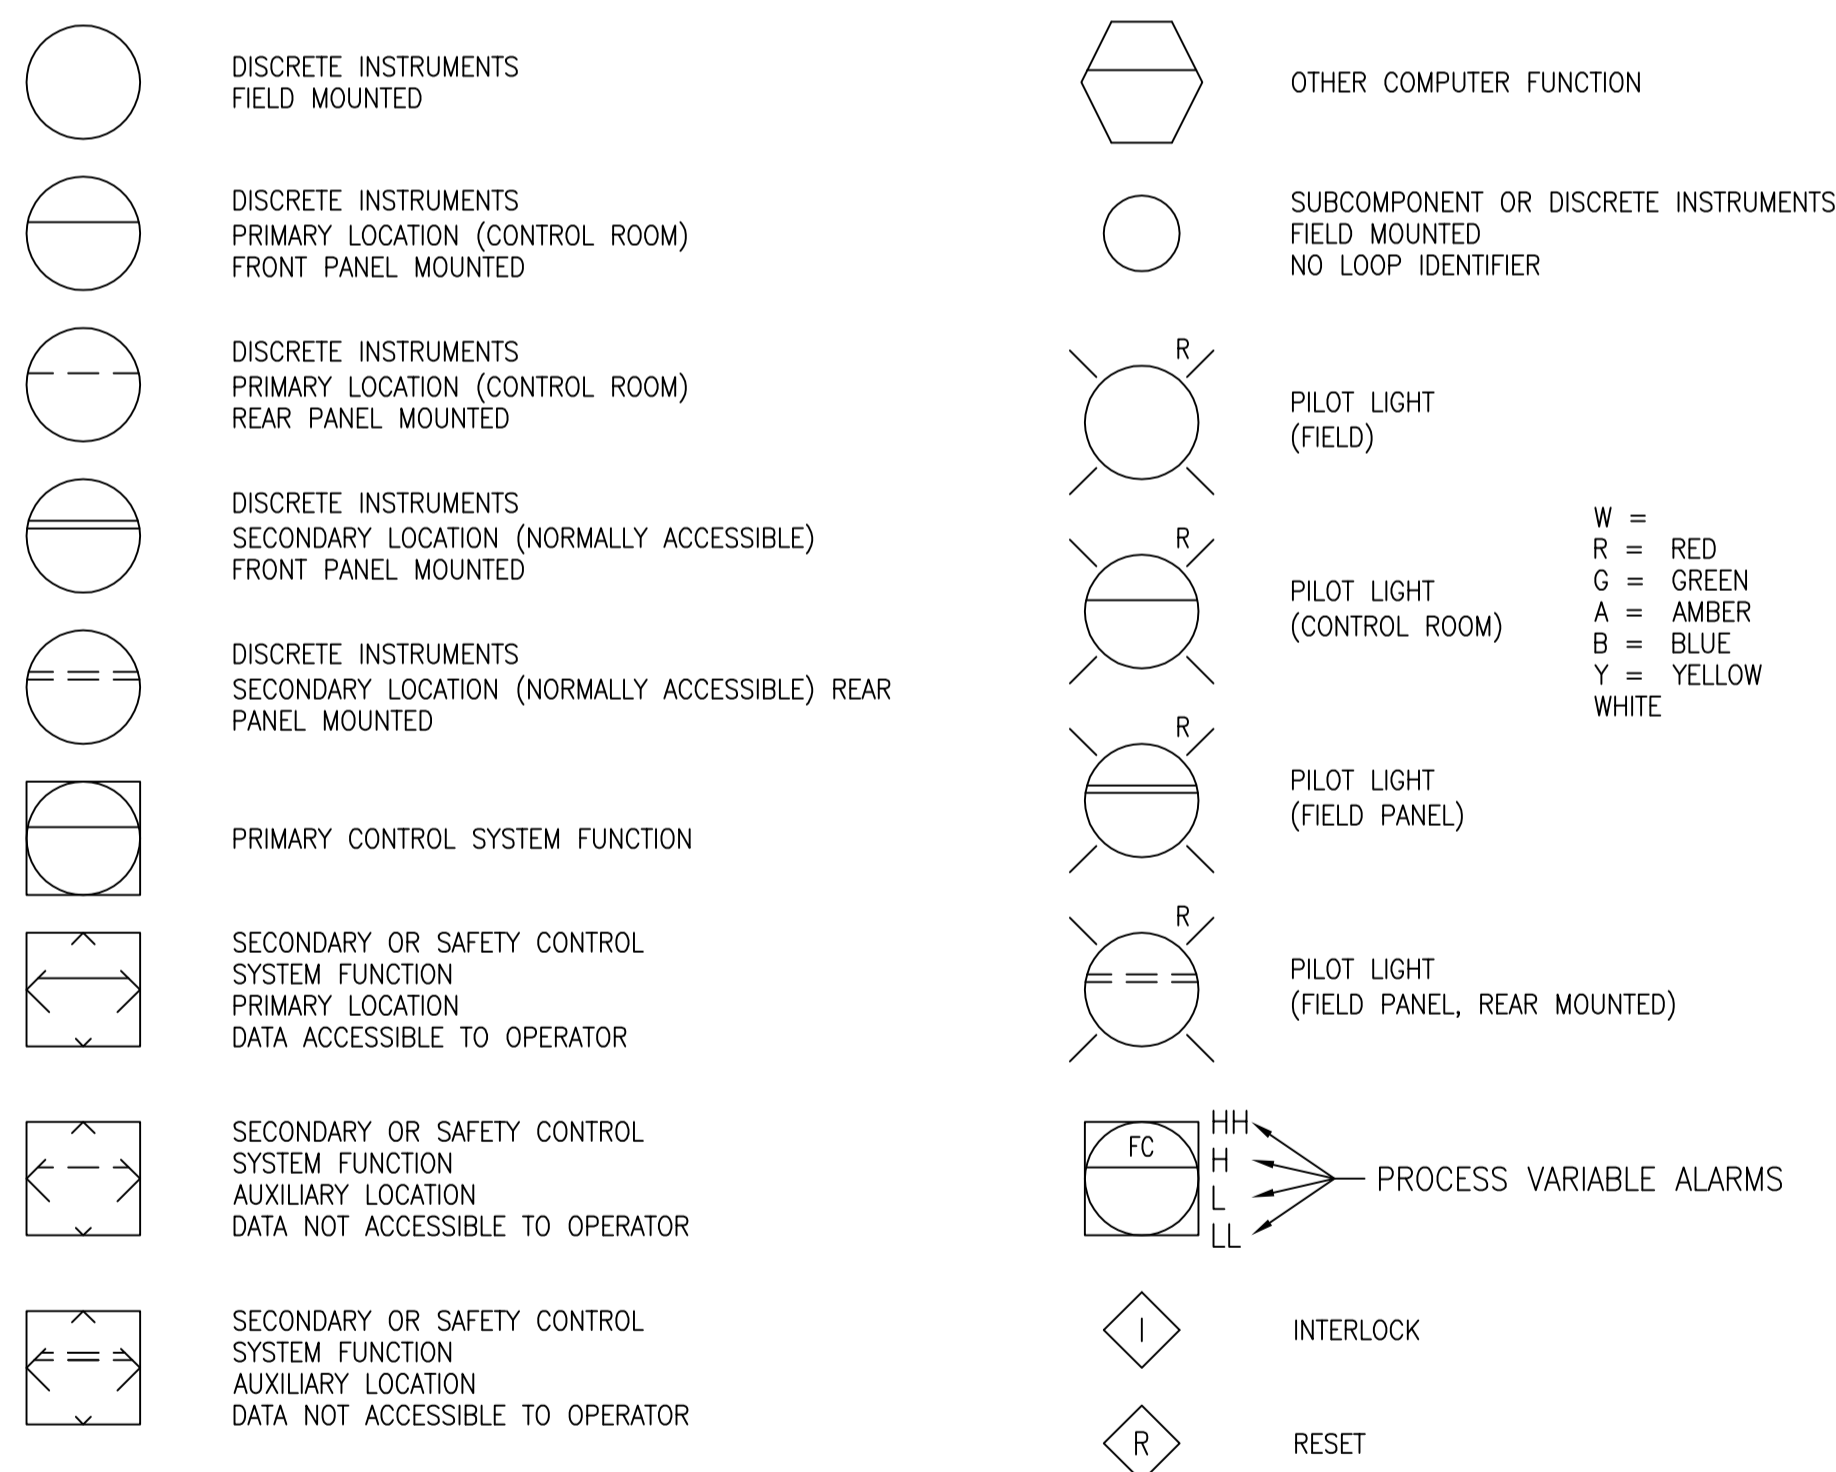 DISCRETE INSTRUMENTS
FIELD MOUNTED
DISCRETE INSTRUMENTS
PRIMARY LOCATION (CONTROL ROOM)
FRONT PANEL MOUNTED
DISCRETE INSTRUMENTS
PRIMARY LOCATION (CONTROL ROOM)
REAR PANEL MOUNTED
DISCRETE INSTRUMENTS
SECONDARY LOCATION (NORMALLY ACCESSIBLE)
FRONT PANEL MOUNTED
DISCRETE INSTRUMENTS
SECONDARY LOCATION (NORMALLY ACCESSIBLE) REAR
PANEL MOUNTED
PRIMARY CONTROL SYSTEM FUNCTION
SECONDARY OR SAFETY CONTROL
SYSTEM FUNCTION
PRIMARY LOCATION
DATA ACCESSIBLE TO OPERATOR
SECONDARY OR SAFETY CONTROL
SYSTEM FUNCTION
AUXILIARY LOCATION
DATA NOT ACCESSIBLE TO OPERATOR
SECONDARY OR SAFETY CONTROL
SYSTEM FUNCTION
AUXILIARY LOCATION
DATA NOT ACCESSIBLE TO OPERATOR
OTHER COMPUTER FUNCTION
SUBCOMPONENT OR DISCRETE INSTRUMENTS
FIELD MOUNTED
NO LOOP IDENTIFIER
R
PILOT LIGHT
(FIELD)
R
PILOT LIGHT
(CONTROL ROOM)
W =
R = RED
G = GREEN
A = AMBER
B = BLUE
Y = YELLOW
WHITE
R
PILOT LIGHT
(FIELD PANEL)
R
PILOT LIGHT
(FIELD PANEL, REAR MOUNTED)
FC
HH
H
L
LL
PROCESS VARIABLE ALARMS
I
INTERLOCK
R
RESET